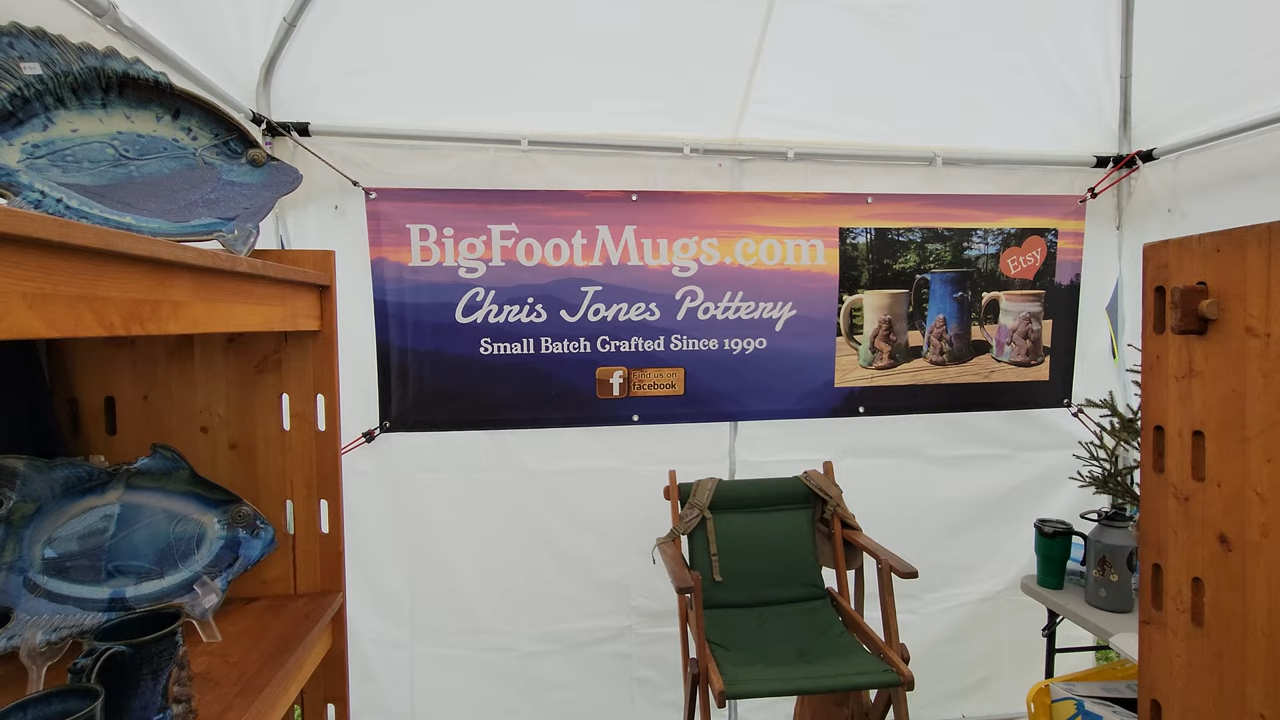 BigFootMugs.com
Chris Jones Pottery
Small Batch Crafted Since 1990
f Find us on
facebook
Etsy